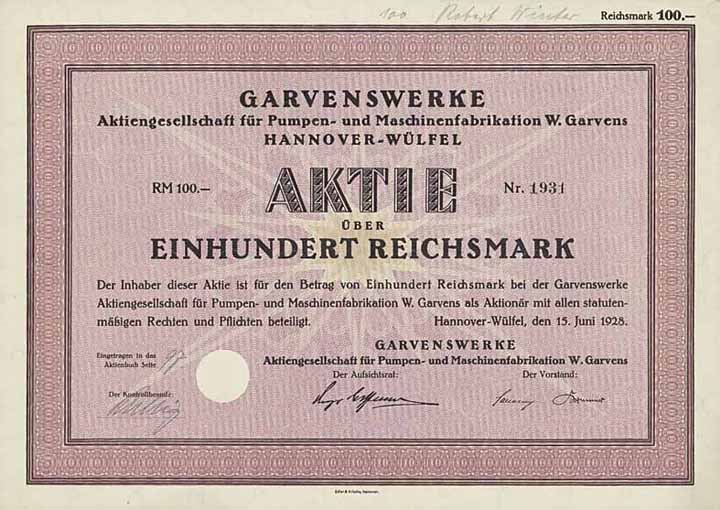 100 Robert Winter Reichsmark 100.—
GARVENSWERKE
Aktiengesellschaft für Pumpen- und Maschinenfabrikation W. Garvens
HANNOVER-WÜLFEL
RM 100.— AKTIE Nr. 1931
ÜBER
EINHUNDERT REICHSMARK
Der Inhaber dieser Aktie ist für den Betrag von Einhundert Reichsmark bei der Garvenswerke
Aktiengesellschaft für Pumpen- und Maschinenfabrikation W. Garvens als Aktionär mit allen statuten-
mäßigen Rechten und Pflichten beteiligt. Hannover-Wülfel, den 15. Juni 1928.
GARVENSWERKE
Aktiengesellschaft für Pumpen- und Maschinenfabrikation W. Garvens
Eingetragen in das
Aktienbuch Seite
Der Aufsichtsrat: Der Vorstand:
Der Kontrollbeamte: